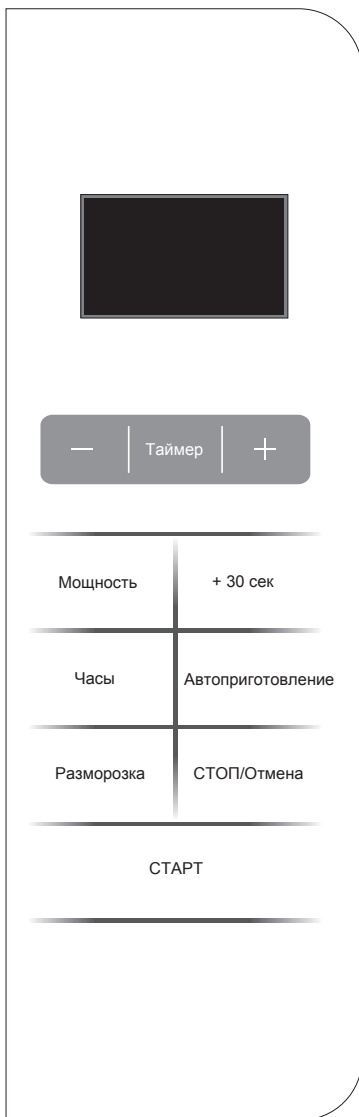 — Таймер +
Мощность + 30 сек
Часы Автоприготовление
Разморозка СТОП/Отмена
СТАРТ